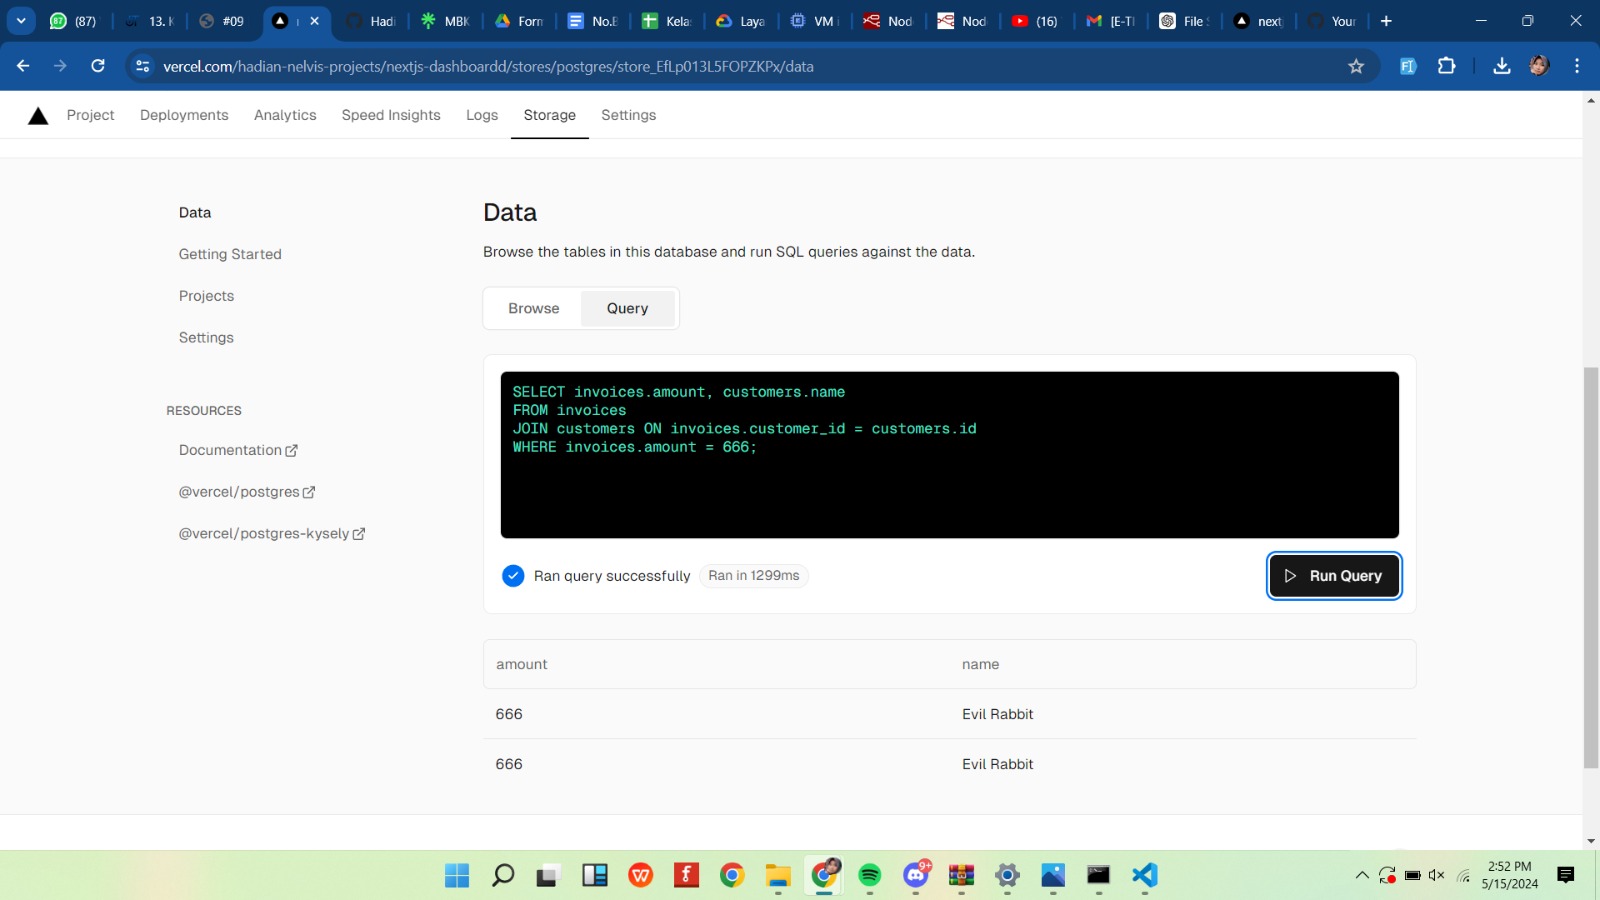 (87)
13. K
#09
Hadi
MBK
Form
No.B
Kela
Laya
VM i
Nod
Nod
(16)
[E-TI
File S
next
Your
vercel.com/hadian-nelvis-projects/nextjs-dashboardd/stores/postgres/store_EfLp013L5FOPZKPx/data
Project
Deployments
Analytics
Speed Insights
Logs
Storage
Settings
Data
Getting Started
Projects
Settings
RESOURCES
Documentation
@vercel/postgres
@vercel/postgres-kysely
Data
Browse the tables in this database and run SQL queries against the data.
Browse
Query
SELECT invoices.amount, customers.name
FROM invoices
JOIN customers ON invoices.customer_id = customers.id
WHERE invoices.amount = 666;
Ran query successfully
Ran in 1299ms
Run Query
amount
name
666
Evil Rabbit
666
Evil Rabbit
9+
2:52 PM
5/15/2024